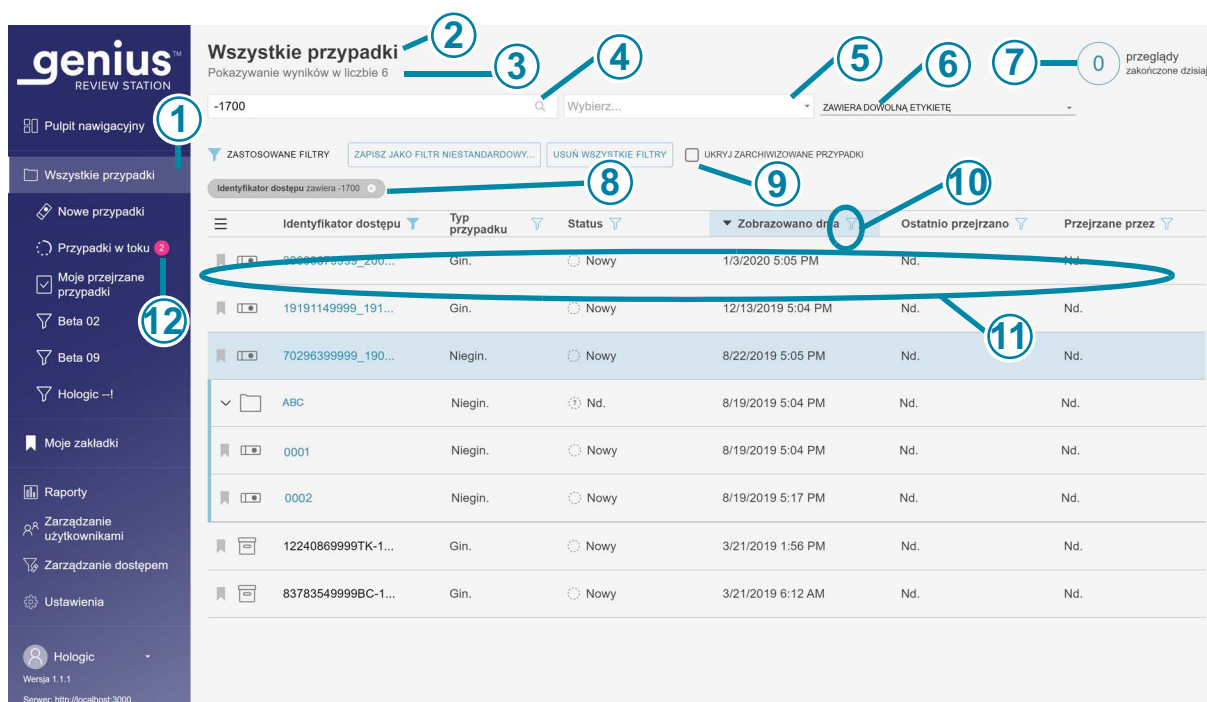 genius™
REVIEW STATION
Pulpit nawigacyjny
1
Wszystkie przypadki
Nowe przypadki
Przypadki w toku 2
Moje przejrzane
przypadki
12
Beta 02
Beta 09
Hologic --!
Moje zakładki
Raporty
Zarządzanie
użytkownikami
Zarządzanie dostępem
Ustawienia
Hologic
Wersja 1.1.1
Serwer: http://localhost:3000
Wszystkie przypadki
2
Pokazywanie wyników w liczbie 6
3
4
5
6
7
0
przeglądy
zakończone dzisiaj
-1700
Wybierz...
ZAWIERA DOWOLNĄ ETYKIETĘ
ZASTOSOWANE FILTRY
ZAPISZ JAKO FILTR NIESTANDARDOWY...
USUŃ WSZYSTKIE FILTRY
UKRYJ ZARCHIWIZOWANE PRZYPADKI
Identyfikator dostępu zawiera -1700
8
9
10
Identyfikator dostępu
Typ
przypadku
Status
Zobrazowano dnia
Ostatnio przejrzano
Przejrzane przez
Gin. Nowy 1/3/2020 5:05 PM Nd. Nd.
19191149999_191... Gin. Nowy 12/13/2019 5:04 PM Nd. Nd.
11
70296399999_190... Niegin. Nowy 8/22/2019 5:05 PM Nd. Nd.
ABC Niegin. Nd. 8/19/2019 5:04 PM Nd. Nd.
0001 Niegin. Nowy 8/19/2019 5:04 PM Nd. Nd.
0002 Niegin. Nowy 8/19/2019 5:17 PM Nd. Nd.
12240869999TK-1... Gin. Nowy 3/21/2019 1:56 PM Nd. Nd.
83783549999BC-1... Gin. Nowy 3/21/2019 6:12 AM Nd. Nd.